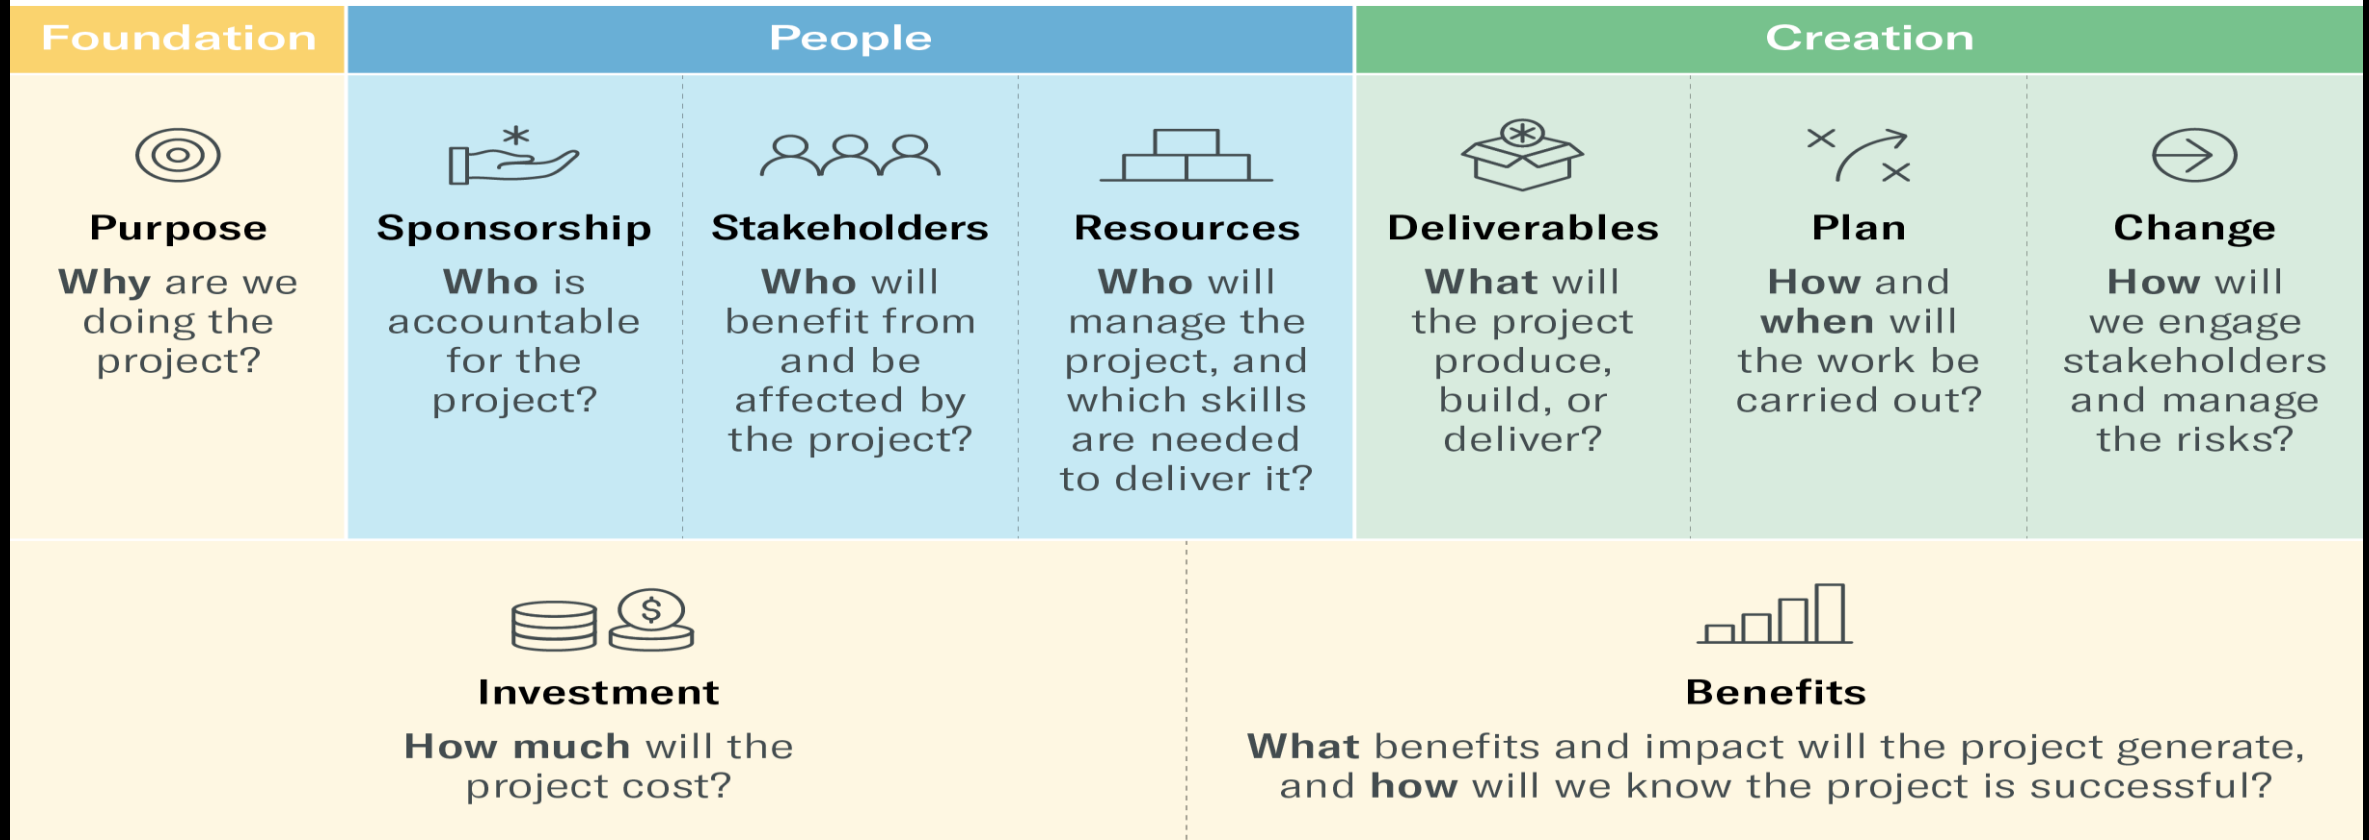 Foundation
People
Creation
Purpose
Why are we
doing the
project?
Sponsorship
Who is
accountable
for the
project?
Stakeholders
Who will
benefit from
and be
affected by
the project?
Resources
Who will
manage the
project, and
which skills
are needed
to deliver it?
Deliverables
What will
the project
produce,
build, or
deliver?
Plan
How and
when will
the work be
carried out?
Change
How will
we engage
stakeholders
and manage
the risks?
$
Investment
How much will the
project cost?
Benefits
What benefits and impact will the project generate,
and how will we know the project is successful?